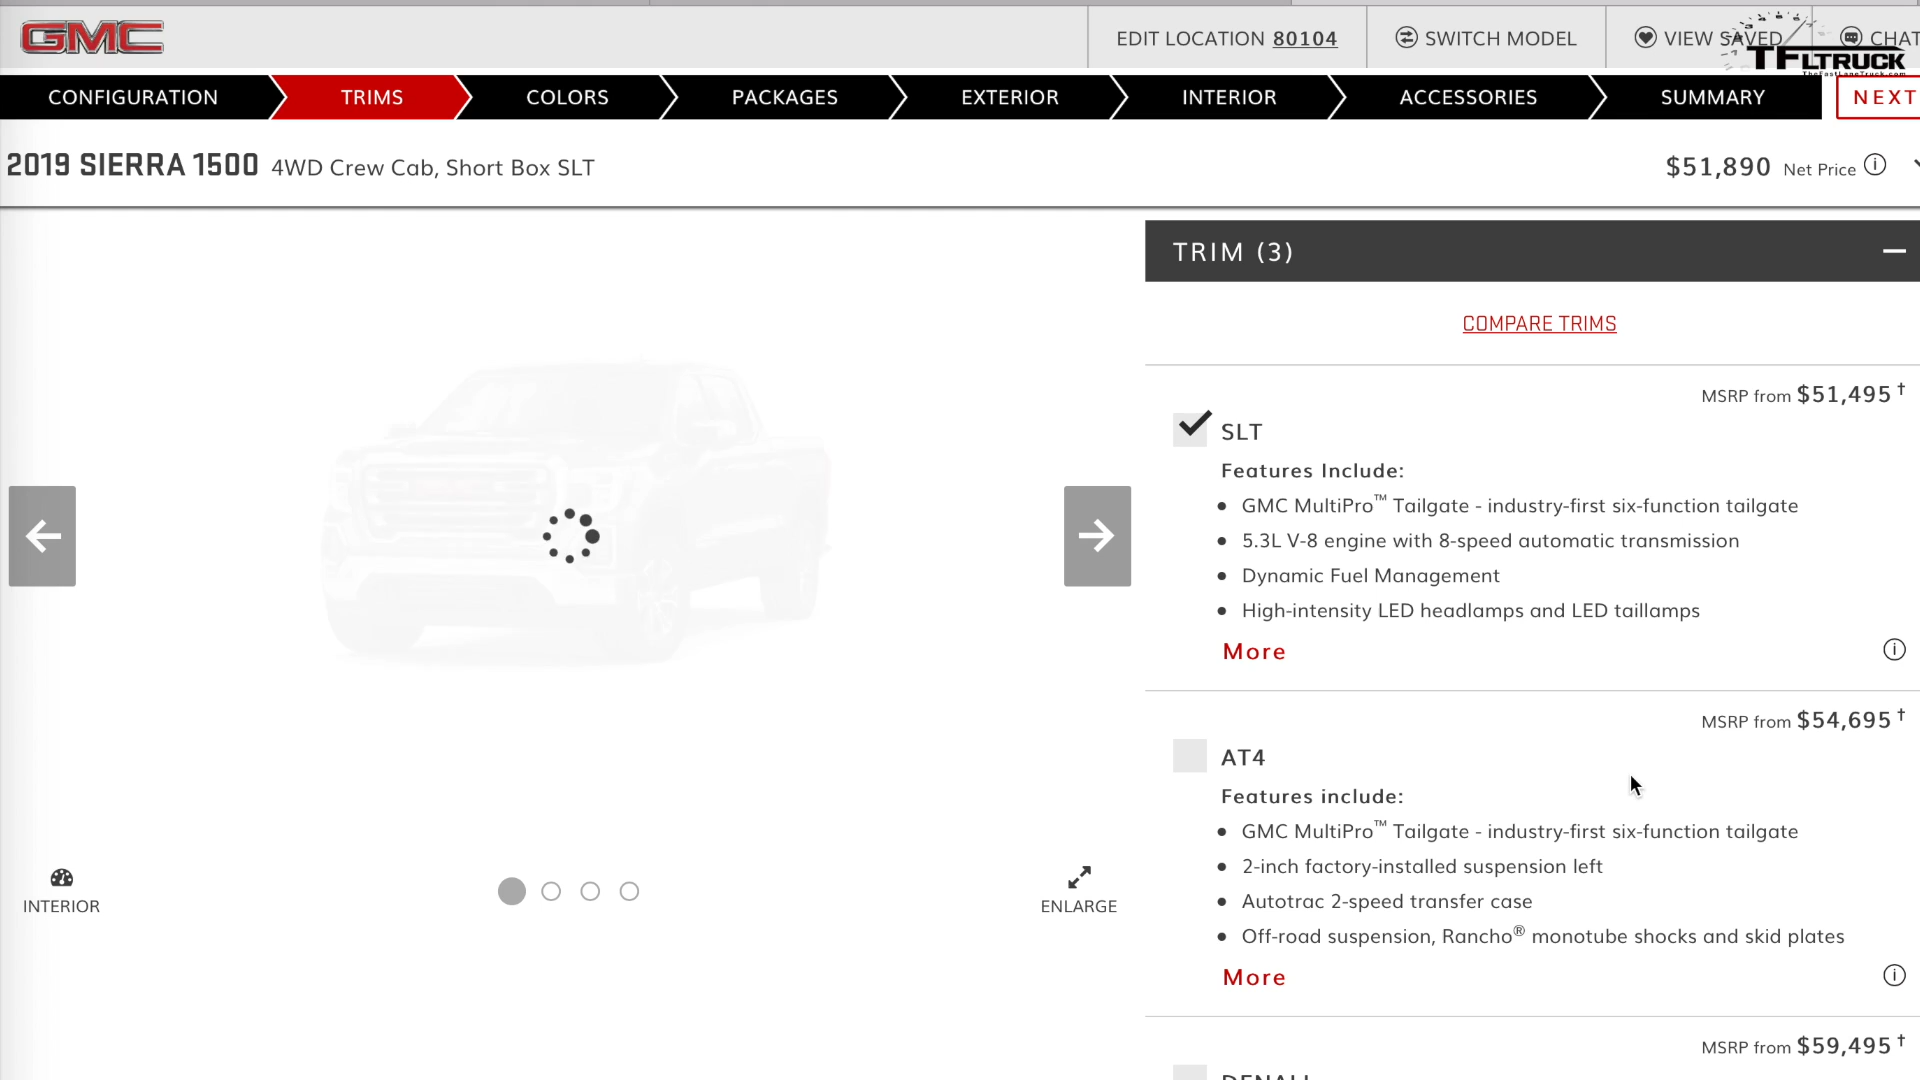 GMC
EDIT LOCATION 80104
SWITCH MODEL
VIEW SAVED
CHAT
TFLTRUCK
TheFastLaneTruck.com
CONFIGURATION
TRIMS
COLORS
PACKAGES
EXTERIOR
INTERIOR
ACCESSORIES
SUMMARY
NEXT
2019 SIERRA 1500 4WD Crew Cab, Short Box SLT
$51,890 Net Price
TRIM (3)
COMPARE TRIMS
MSRP from $51,495 †
SLT
Features Include:
GMC MultiPro™ Tailgate - industry-first six-function tailgate
5.3L V-8 engine with 8-speed automatic transmission
Dynamic Fuel Management
High-intensity LED headlamps and LED taillamps
More
MSRP from $54,695 †
AT4
Features include:
GMC MultiPro™ Tailgate - industry-first six-function tailgate
2-inch factory-installed suspension left
Autotrac 2-speed transfer case
Off-road suspension, Rancho® monotube shocks and skid plates
More
MSRP from $59,495 †
DENALI
INTERIOR
ENLARGE